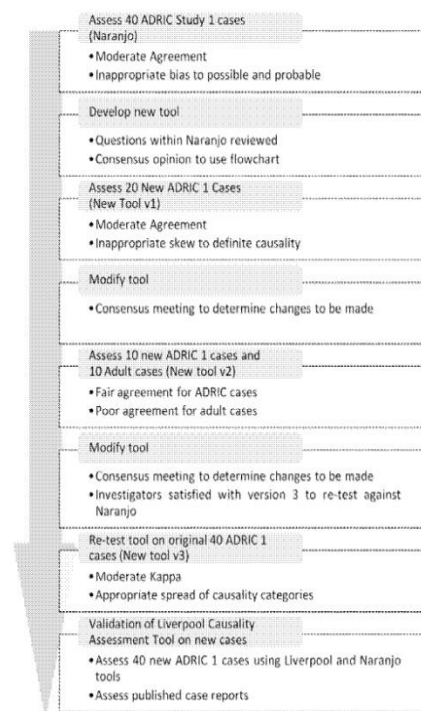 Assess 40 ADRIC Study 1 cases
(Naranjo)
•Moderate Agreement
•Inappropriate bias to possible and probable
Develop new tool
•Questions within Naranjo reviewed
•Consensus opinion to use flowchart
Assess 20 New ADRIC 1 Cases
(New Tool v1)
•Moderate Agreement
•Inappropriate skew to definite causality
Modify tool
•Consensus meeting to determine changes to be made
Assess 10 new ADRIC 1 cases and
10 Adult cases (New tool v2)
•Fair agreement for ADRIC cases
•Poor agreement for adult cases
Modify tool
•Consensus meeting to determine changes to be made
•Investigators satisfied with version 3 to re-test against
Naranjo
Re-test tool on original 40 ADRIC 1
cases (New tool v3)
•Moderate Kappa
•Appropriate spread of causality categories
Validation of Liverpool Causality
Assessment Tool on new cases
•Assess 40 new ADRIC 1 cases using Liverpool and Naranjo
tools
•Assess published case reports